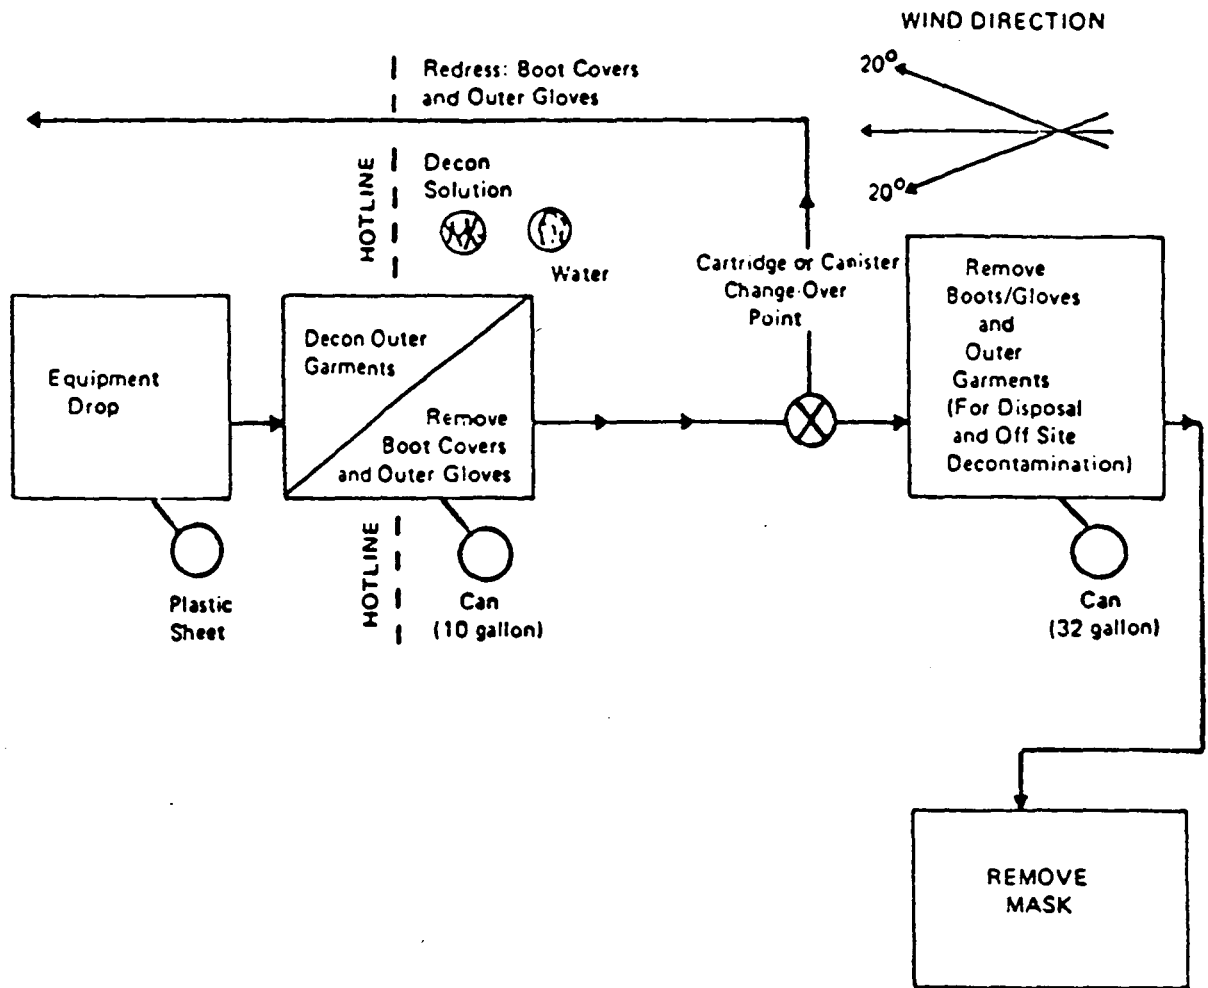 WIND DIRECTION
Redress: Boot Covers
and Outer Gloves
20°
20°
HOTLINE
Decon
Solution
Water
Cartridge or Canister
Change-Over
Point
Equipment
Drop
Decon Outer
Garments
Remove
Boot Covers
and Outer Gloves
Remove
Boots/Gloves
and
Outer
Garments
(For Disposal
and Off Site
Decontamination)
Plastic
Sheet
HOTLINE
Can
(10 gallon)
Can
(32 gallon)
REMOVE
MASK